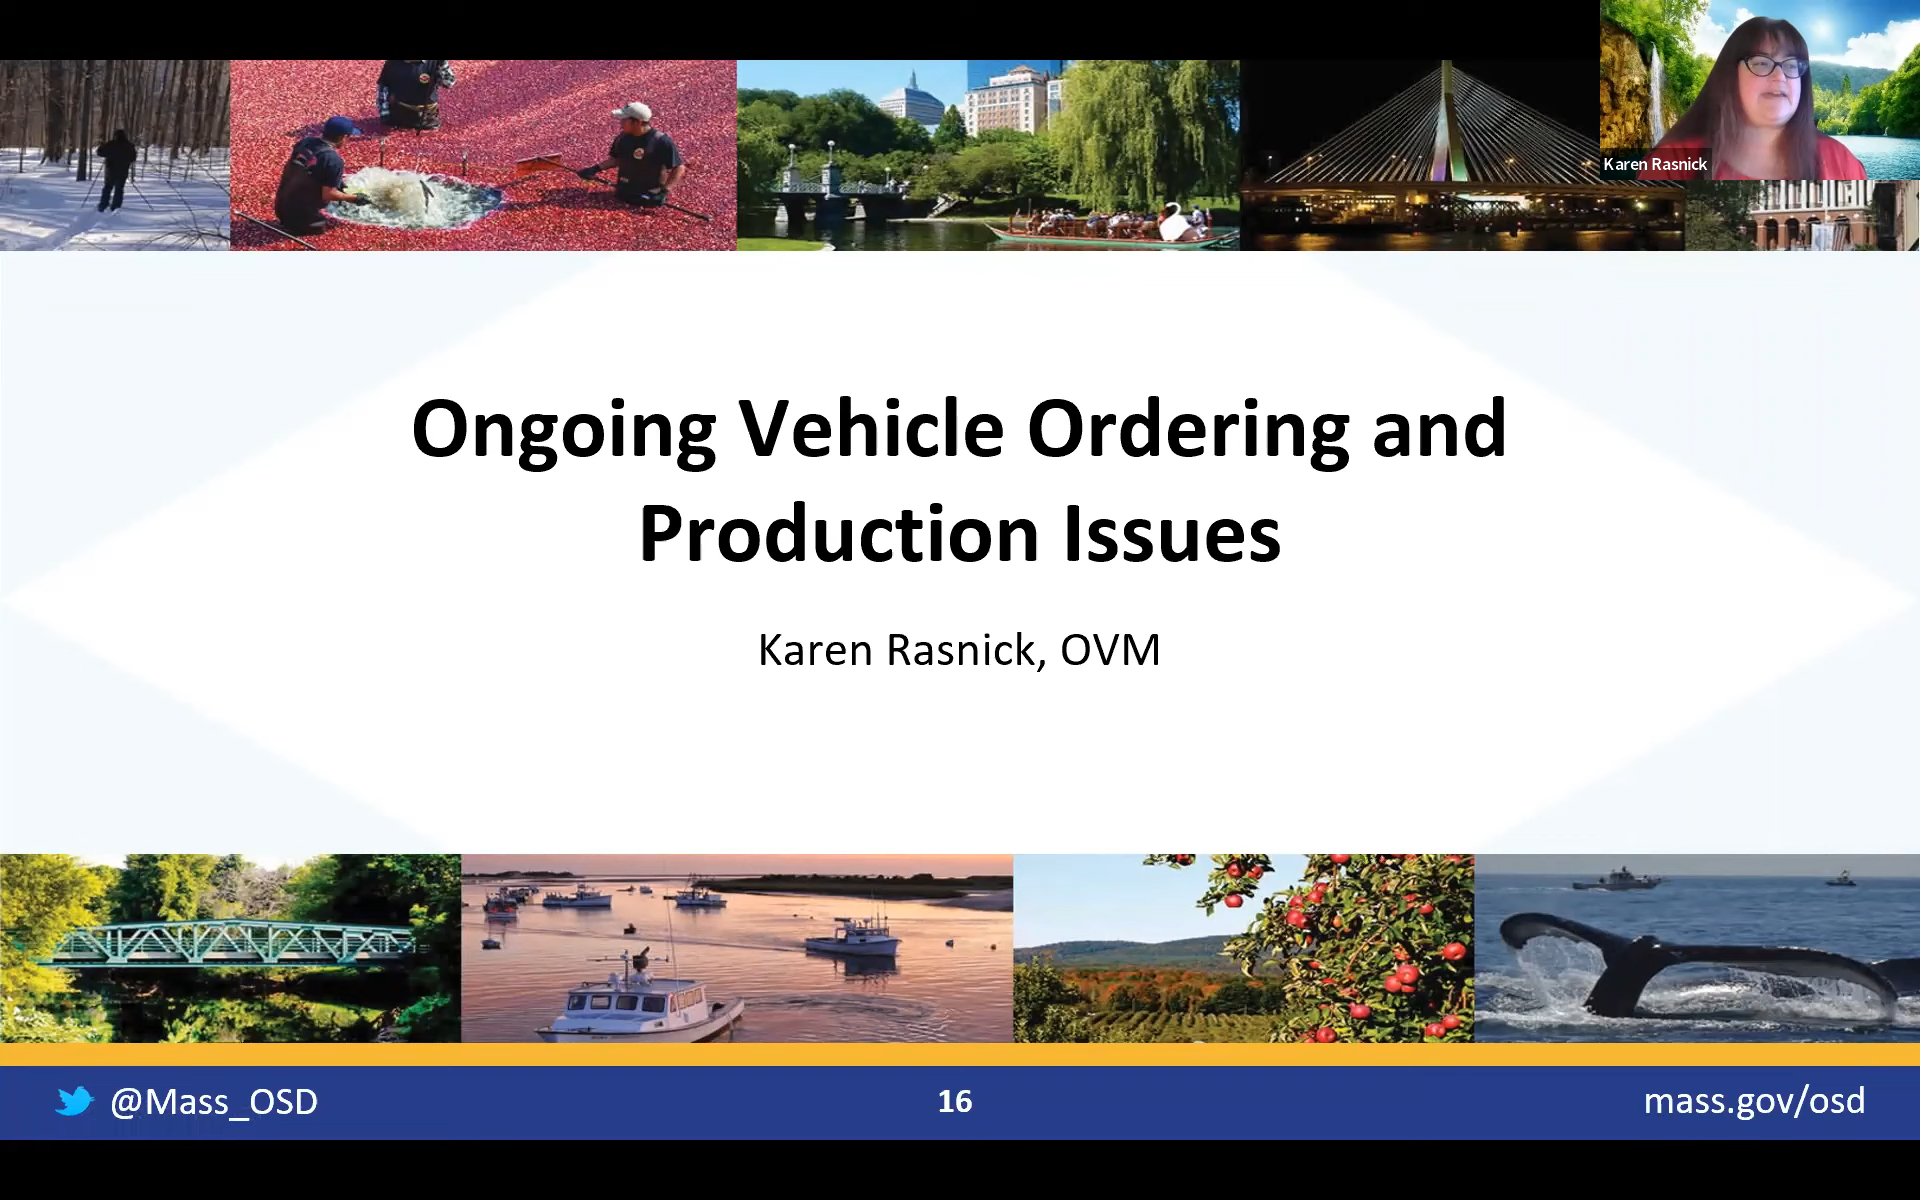 Karen Rasnick
Ongoing Vehicle Ordering and
Production Issues
Karen Rasnick, OVM
@Mass_OSD
16
mass.gov/osd